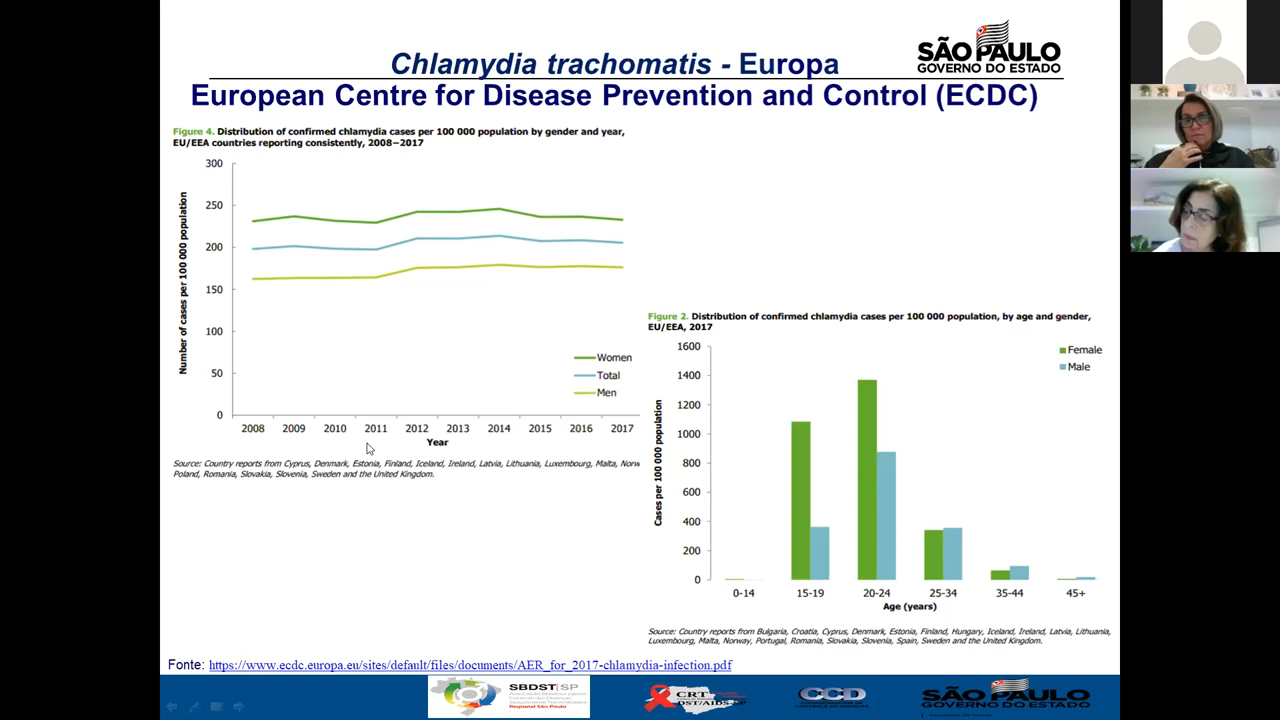 Chlamydia trachomatis - Europa
European Centre for Disease Prevention and Control (ECDC)
SÃO PAULO
GOVERNO DO ESTADO
Figure 4. Distribution of confirmed chlamydia cases per 100 000 population by gender and year,
EU/EEA countries reporting consistently, 2008–2017
Number of cases per 100 000 population
300
250
200
150
100
50
0
Women
Total
Men
2008 2009 2010 2011 2012 2013 2014 2015 2016 2017
Year
Source: Country reports from Cyprus, Denmark, Estonia, Finland, Iceland, Ireland, Latvia, Lithuania, Luxembourg, Malta, Norw
Poland, Romania, Slovakia, Slovenia, Sweden and the United Kingdom.
Figure 2. Distribution of confirmed chlamydia cases per 100 000 population, by age and gender,
EU/EEA, 2017
Cases per 100 000 population
1600
1400
1200
1000
800
600
400
200
0
Female
Male
0-14 15-19 20-24 25-34 35-44 45+
Age (years)
Source: Country reports from Bulgaria, Croatia, Cyprus, Denmark, Estonia, Finland, Hungary, Iceland, Ireland, Latvia, Lithuania,
Luxembourg, Malta, Norway, Portugal, Romania, Slovakia, Slovenia, Spain, Sweden and the United Kingdom.
Fonte: https://www.ecdc.europa.eu/sites/default/files/documents/AER_for_2017-chlamydia-infection.pdf
SBDST|SP
Regional São Paulo
CRT
DST/AIDS-SP
CCD
SÃO PAULO
GOVERNO DO ESTADO